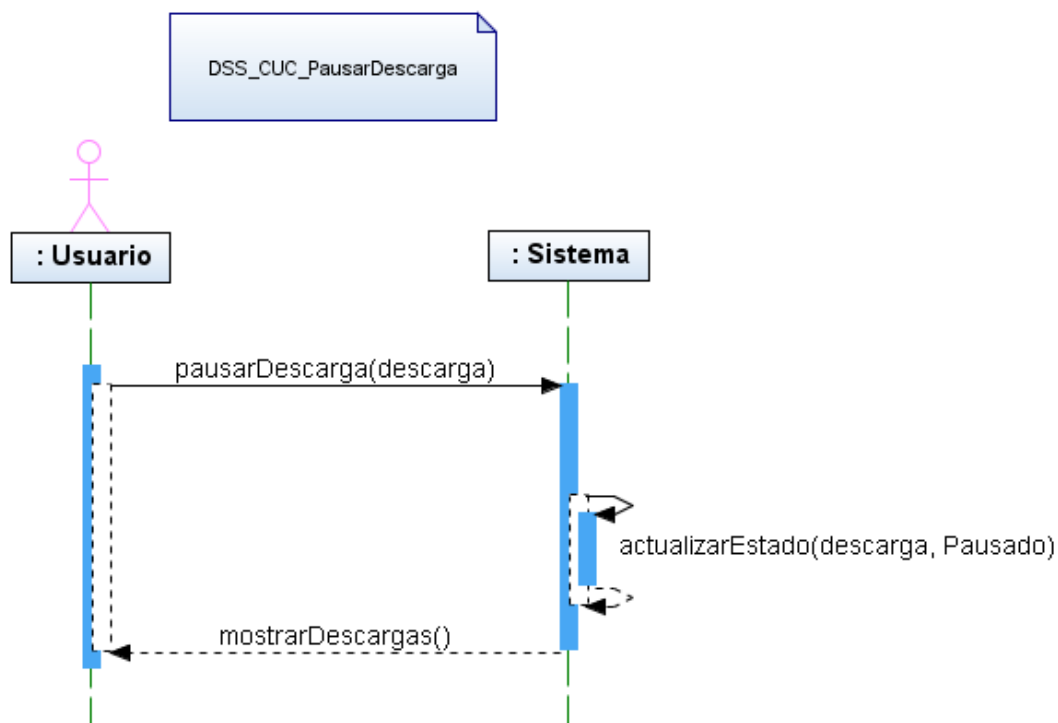 DSS_CUC_PausarDescarga
: Usuario
: Sistema
pausarDescarga(descarga)
actualizarEstado(descarga, Pausado)
mostrarDescargas()